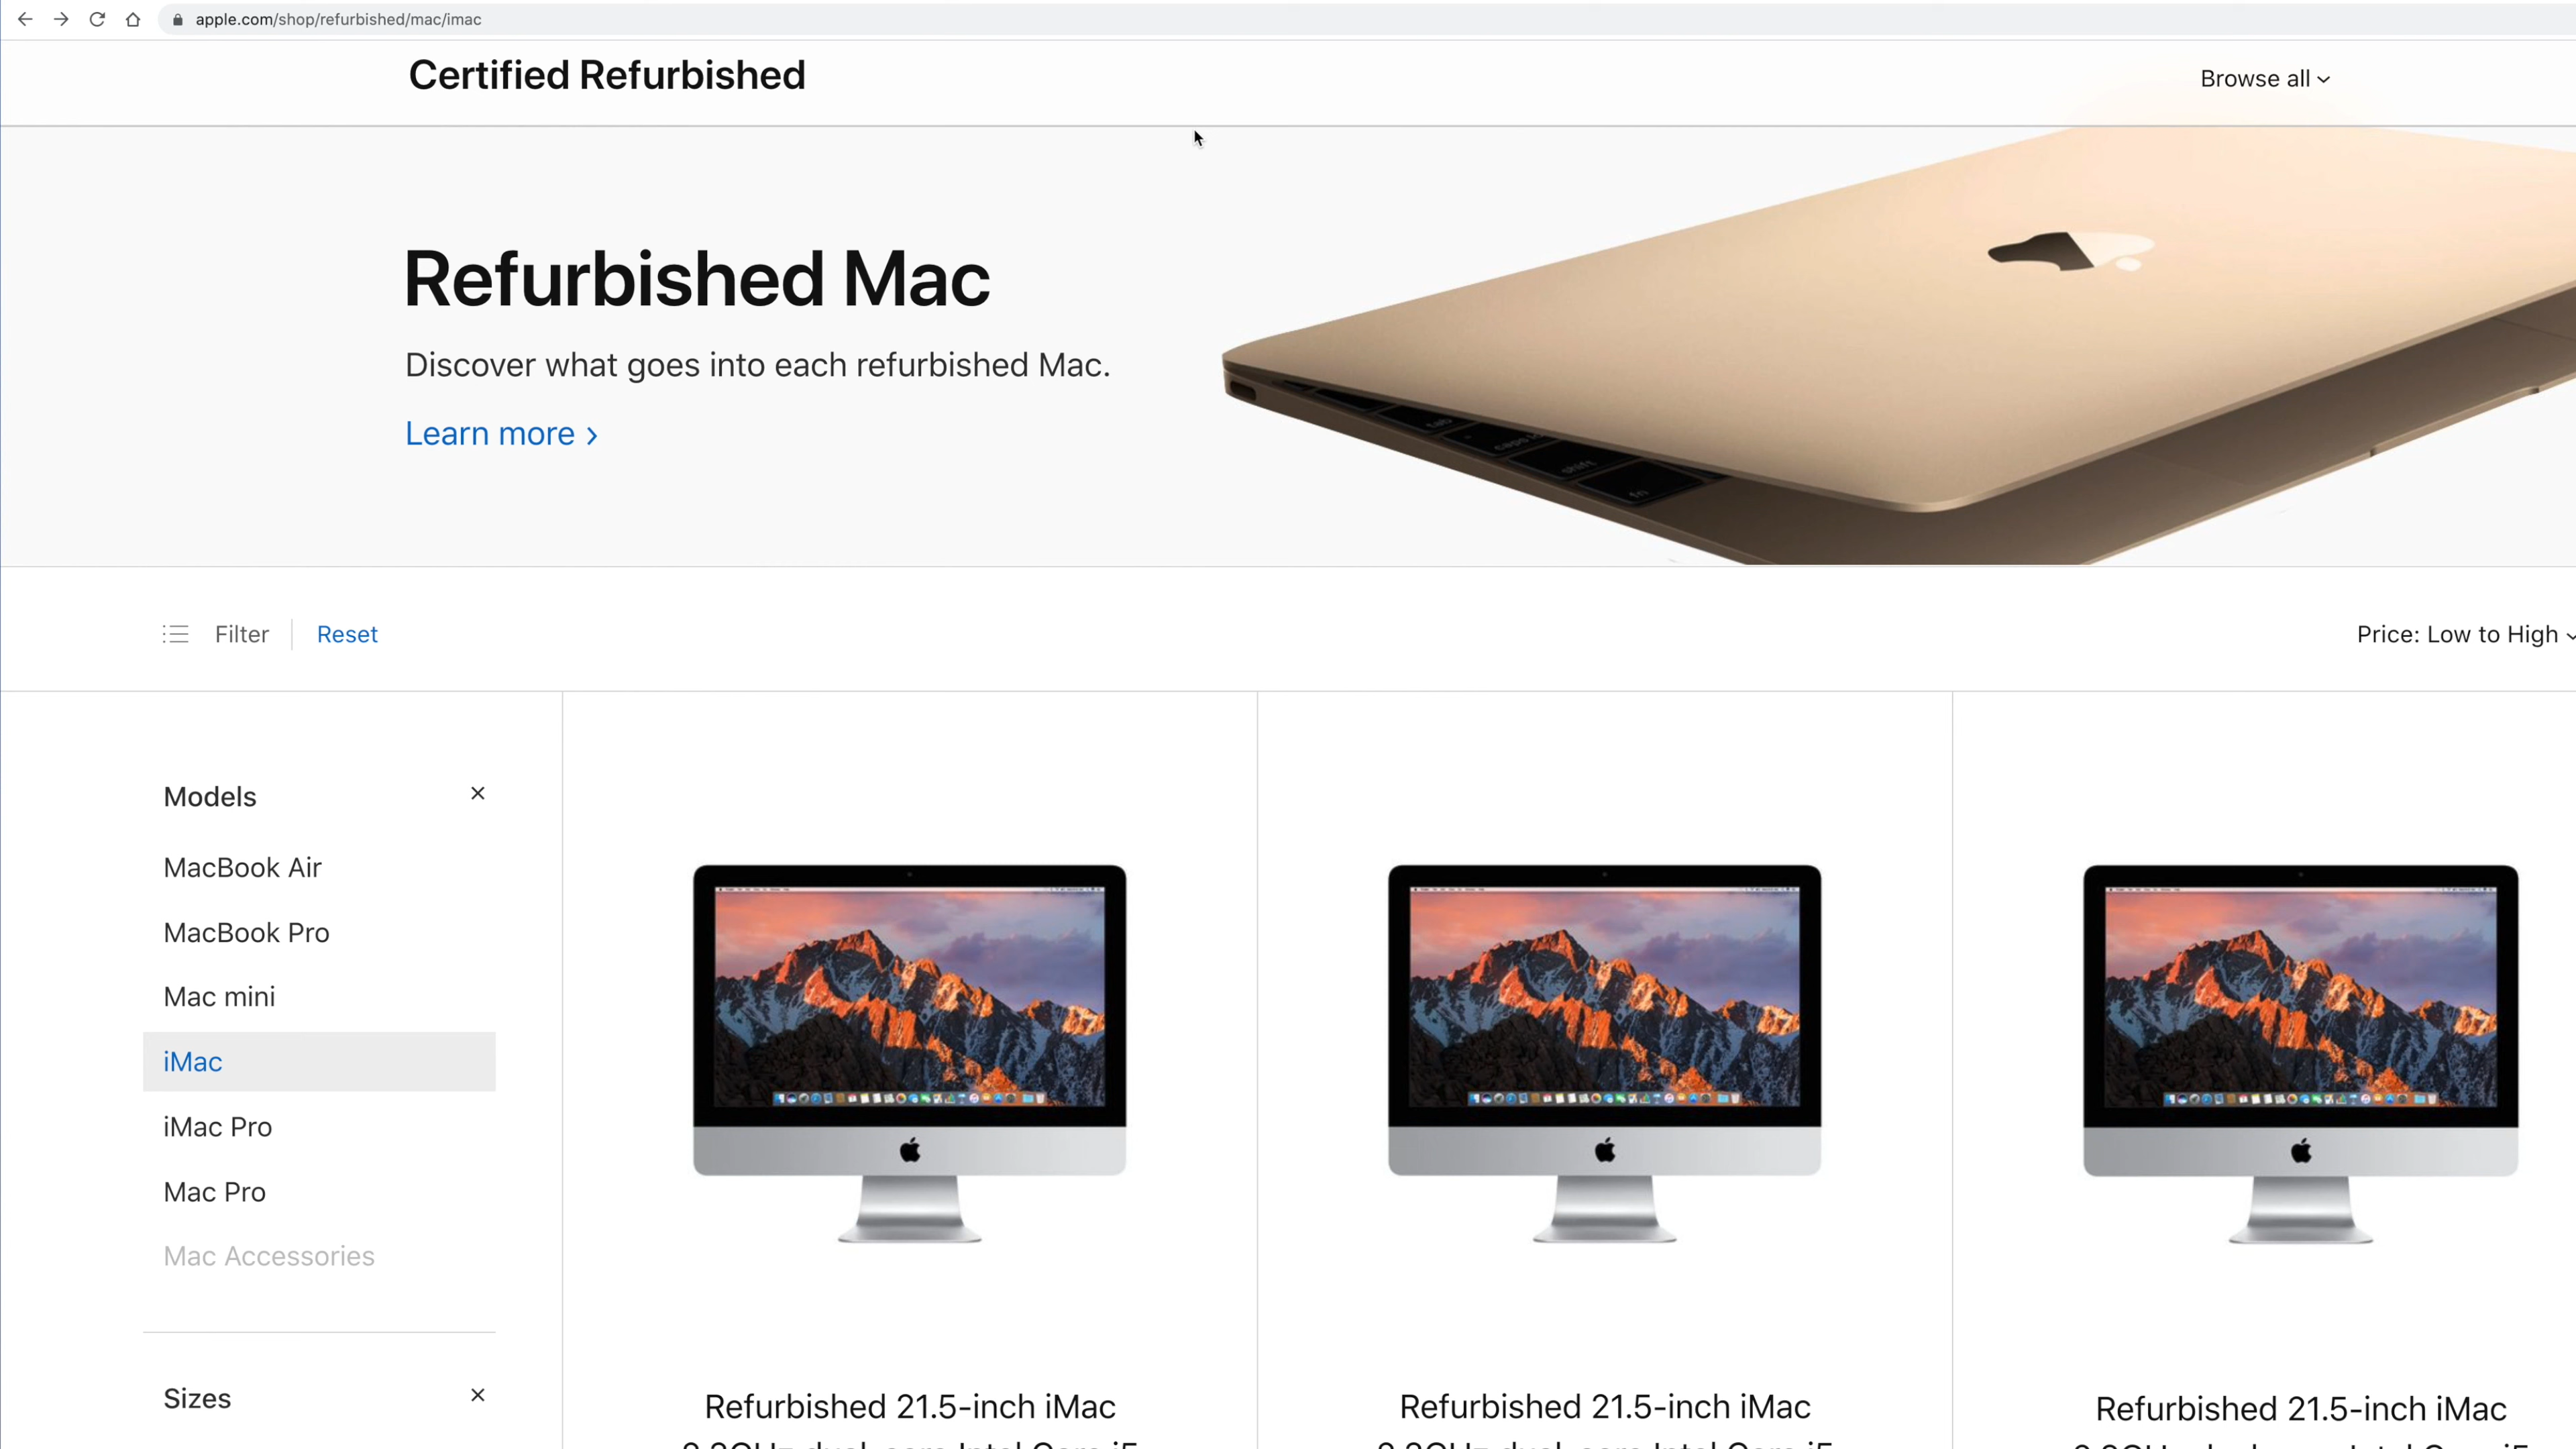 apple.com/shop/refurbished/mac/imac
Certified Refurbished
Browse all
Refurbished Mac
Discover what goes into each refurbished Mac.
Learn more
tab
shift
fn
Filter
Reset
Price: Low to High
Models
MacBook Air
MacBook Pro
Mac mini
iMac
iMac Pro
Mac Pro
Mac Accessories
Sizes
Refurbished 21.5-inch iMac
Refurbished 21.5-inch iMac
Refurbished 21.5-inch iMac